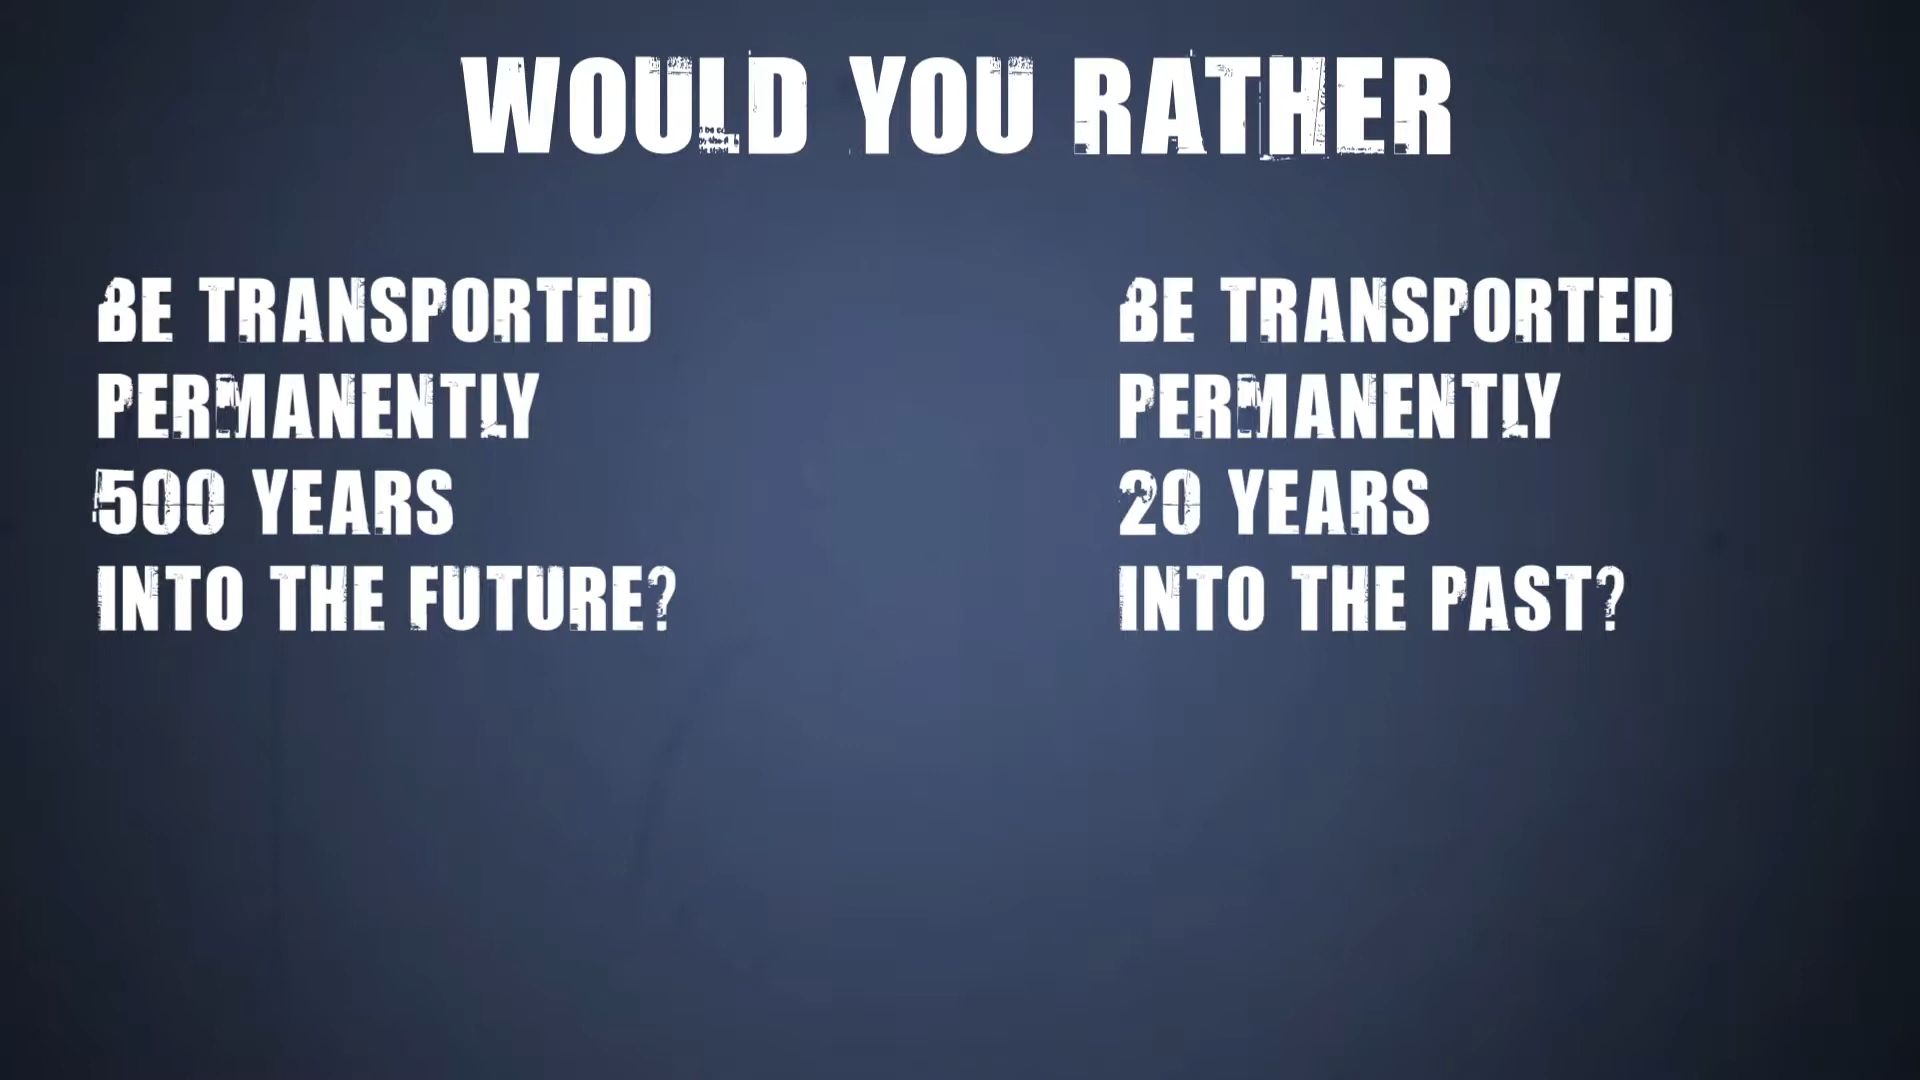 WOULD YOU RATHER
BE TRANSPORTED
PERMANENTLY
500 YEARS
INTO THE FUTURE?
BE TRANSPORTED
PERMANENTLY
20 YEARS
INTO THE PAST?